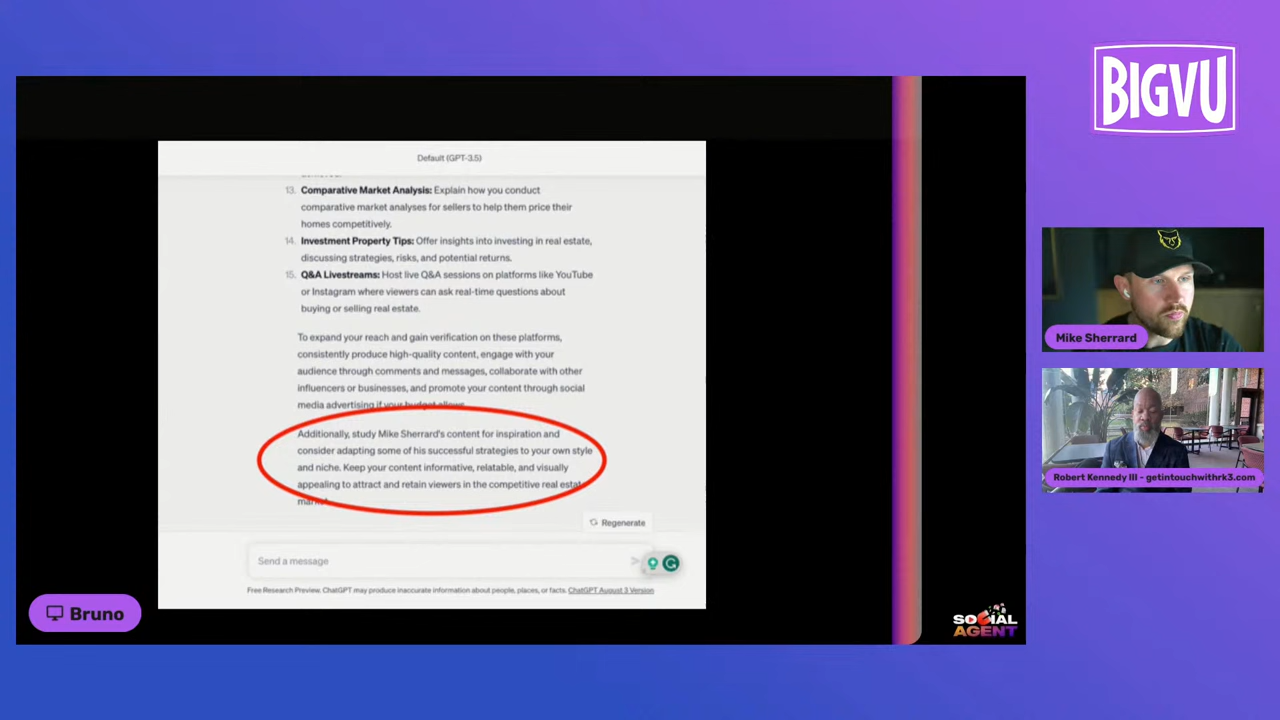 BIGVU
Default (GPT-3.5)
13. Comparative Market Analysis: Explain how you conduct
comparative market analyses for sellers to help them price their
homes competitively.
14. Investment Property Tips: Offer insights into investing in real estate,
discussing strategies, risks, and potential returns.
15. Q&A Livestreams: Host live Q&A sessions on platforms like YouTube
or Instagram where viewers can ask real-time questions about
buying or selling real estate.
To expand your reach and gain verification on these platforms,
consistently produce high-quality content, engage with your
audience through comments and messages, collaborate with other
influencers or businesses, and promote your content through social
media advertising if your budget allows.
Additionally, study Mike Sherrard's content for inspiration and
consider adapting some of his successful strategies to your own style
and niche. Keep your content informative, relatable, and visually
appealing to attract and retain viewers in the competitive real estate
market.
Regenerate
Send a message
Free Research Preview. ChatGPT may produce inaccurate information about people, places, or facts. ChatGPT August 3 Version
Mike Sherrard
Robert Kennedy III - getintouchwithrk3.com
Bruno
SOCIAL
AGENT